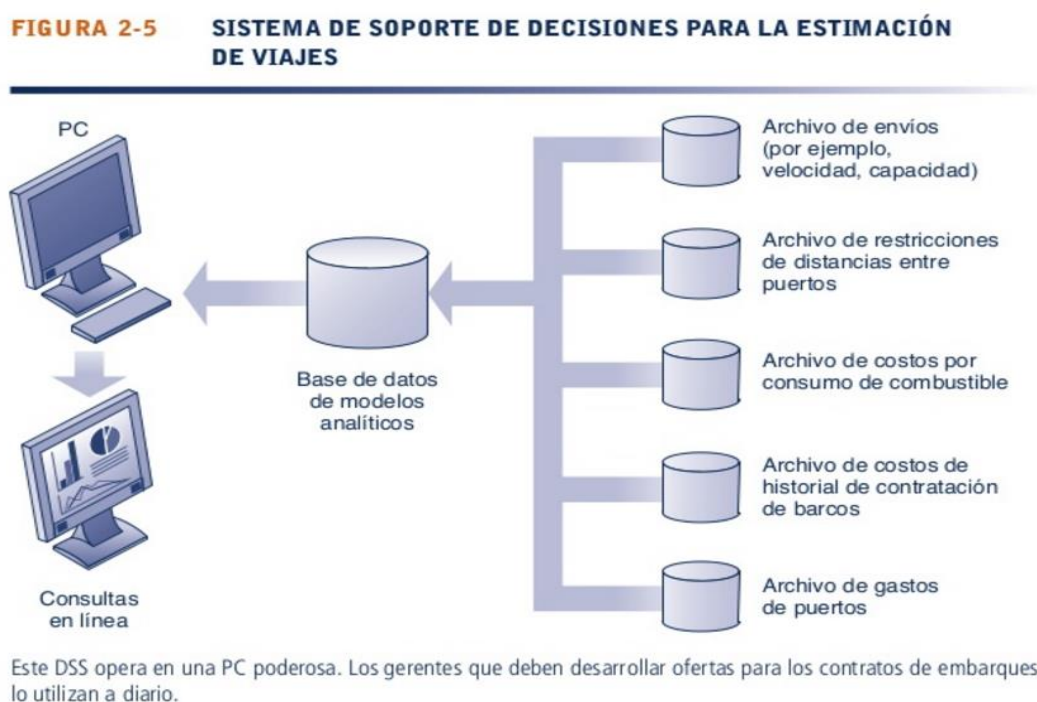 FIGURA 2-5
SISTEMA DE SOPORTE DE DECISIONES PARA LA ESTIMACIÓN
DE VIAJES
PC
Base de datos
de modelos
analíticos
Consultas
en línea
Archivo de envíos
(por ejemplo,
velocidad, capacidad)
Archivo de restricciones
de distancias entre
puertos
Archivo de costos por
consumo de combustible
Archivo de costos de
historial de contratación
de barcos
Archivo de gastos
de puertos
Este DSS opera en una PC poderosa. Los gerentes que deben desarrollar ofertas para los contratos de embarques
lo utilizan a diario.